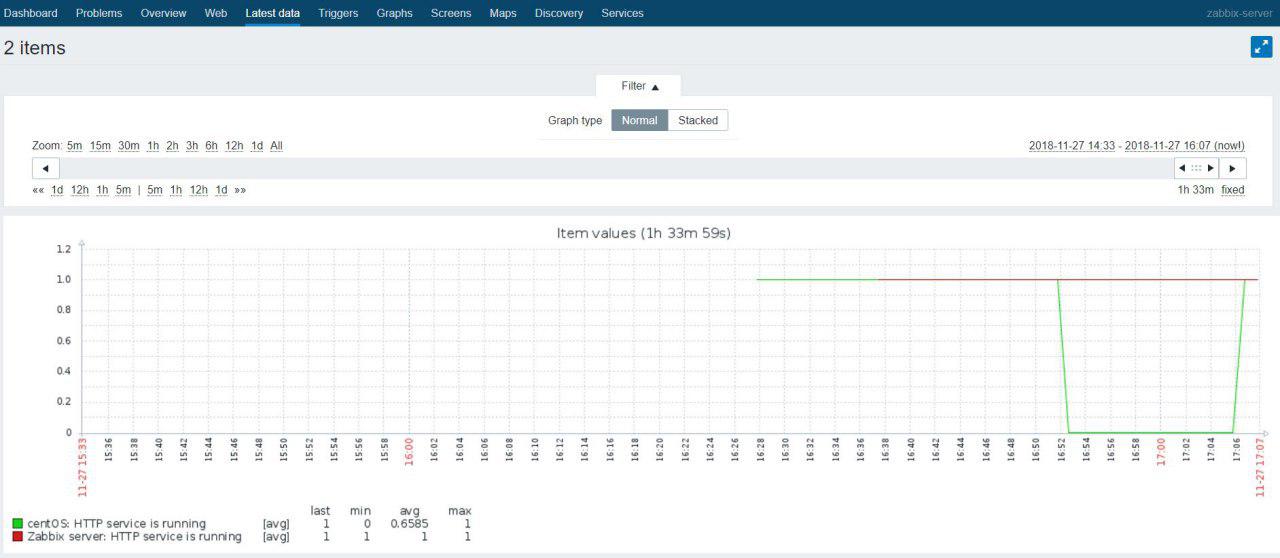 Dashboard Problems Overview Web Latest data Triggers Graphs Screens Maps Discovery Services zabbix-server
2 items
Filter ▲
Graph type Normal Stacked
Zoom: 5m 15m 30m 1h 2h 3h 6h 12h 1d All 2018-11-27 14:33 - 2018-11-27 16:07 (now!)
«« 1d 12h 1h 5m | 5m 1h 12h 1d »» 1h 33m fixed
Item values (1h 33m 59s)
1.2
1.0
0.8
0.6
0.4
0.2
0
11-27 15:33 15:36 15:38 15:40 15:42 15:44 15:46 15:48 15:50 15:52 15:54 15:56 15:58 16:00 16:02 16:04 16:06 16:08 16:10 16:12 16:14 16:16 16:18 16:20 16:22 16:24 16:26 16:28 16:30 16:32 16:34 16:36 16:38 16:40 16:42 16:44 16:46 16:48 16:50 16:52 16:54 16:56 16:58 17:00 17:02 17:04 17:06 11-27 17:07
last min avg max
centOS: HTTP service is running [avg] 1 0 0.6585 1
Zabbix server: HTTP service is running [avg] 1 1 1 1